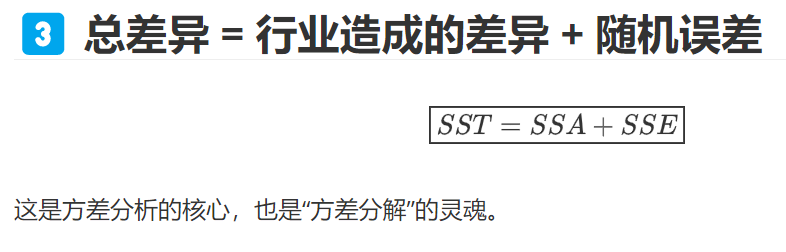 3 总差异 = 行业造成的差异 + 随机误差
SST = SSA + SSE
这是方差分析的核心，也是“方差分解”的灵魂。